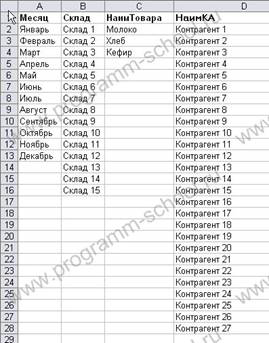 A B C D
1 Месяц Склад НаимТовара НаимКА
2 Январь Склад 1 Молоко Контрагент 1
3 Февраль Склад 2 Хлеб Контрагент 2
4 Март Склад 3 Кефир Контрагент 3
5 Апрель Склад 4 Контрагент 4
6 Май Склад 5 Контрагент 5
7 Июнь Склад 6 Контрагент 6
8 Июль Склад 7 Контрагент 7
9 Август Склад 8 Контрагент 8
10 Сентябрь Склад 9 Контрагент 9
11 Октябрь Склад 10 Контрагент 10
12 Ноябрь Склад 11 Контрагент 11
13 Декабрь Склад 12 Контрагент 12
14 Склад 13 Контрагент 13
15 Склад 14 Контрагент 14
16 Склад 15 Контрагент 15
17 Контрагент 16
18 Контрагент 17
19 Контрагент 18
20 Контрагент 19
21 Контрагент 20
22 Контрагент 21
23 Контрагент 22
24 Контрагент 23
25 Контрагент 24
26 Контрагент 25
27 Контрагент 26
28 Контрагент 27
29
www.programm-school.ru